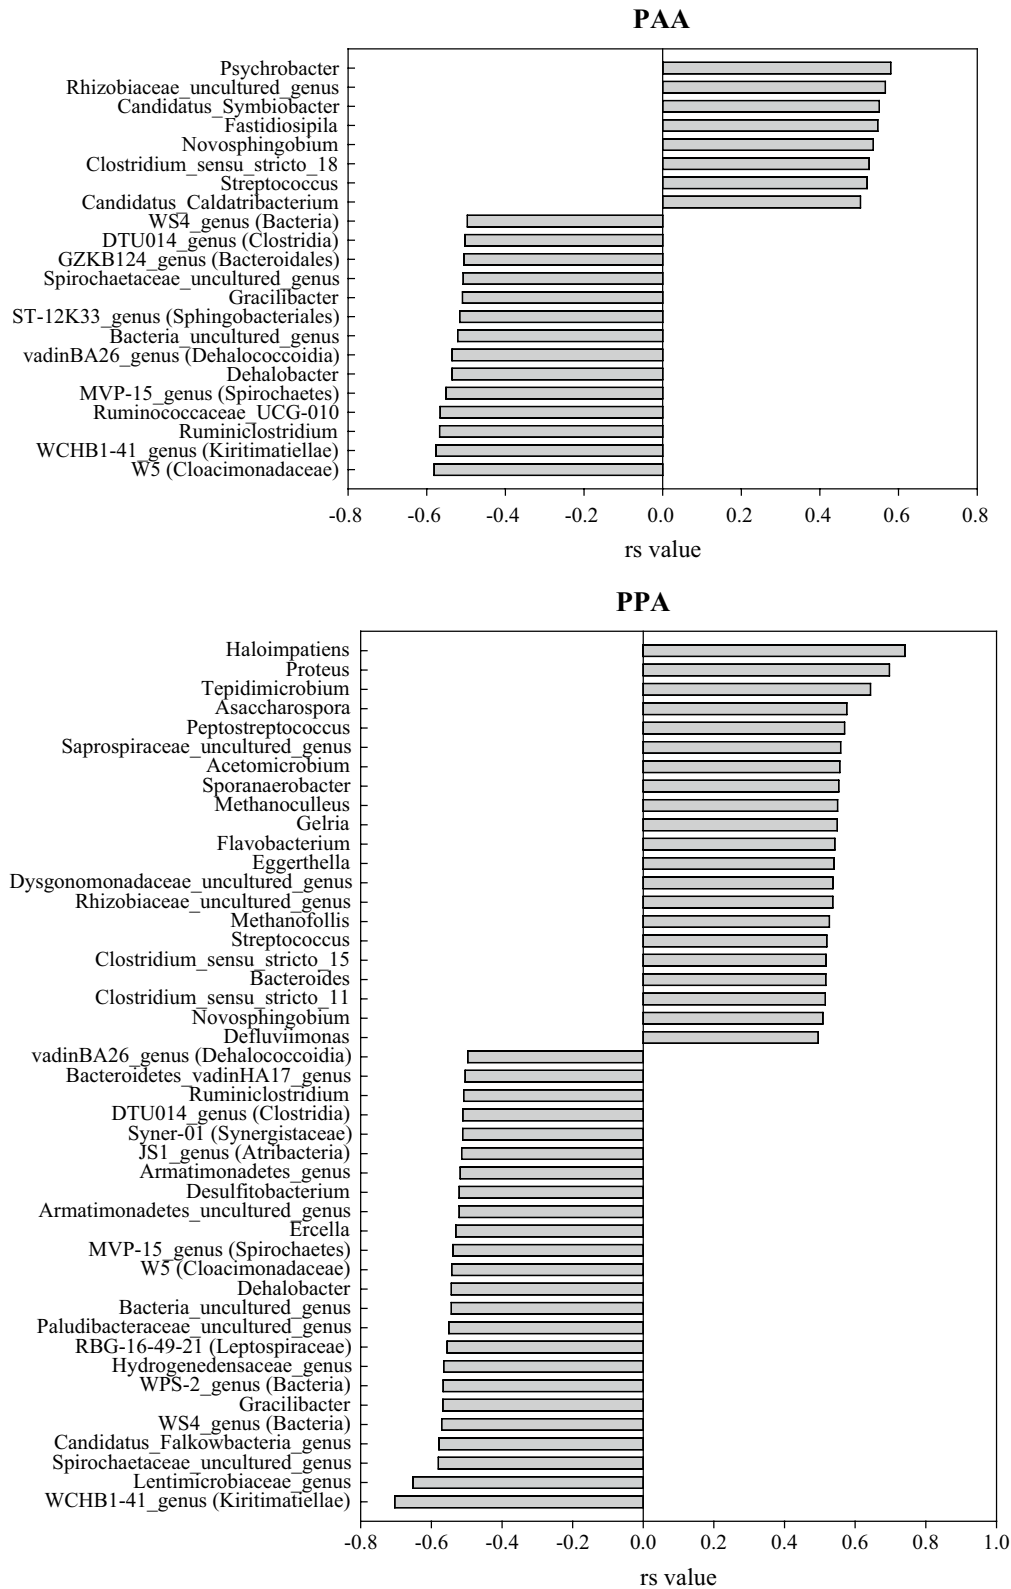 PAA
Psychrobacter
Rhizobiaceae_uncultured_genus
Candidatus_Symbiobacter
Fastidiosipila
Novosphingobium
Clostridium_sensu_stricto_18
Streptococcus
Candidatus_Caldatribacterium
WS4_genus (Bacteria)
DTU014_genus (Clostridia)
GZKB124_genus (Bacteroidales)
Spirochaetaceae_uncultured_genus
Gracilibacter
ST-12K33_genus (Sphingobacteriales)
Bacteria_uncultured_genus
vadinBA26_genus (Dehalococcoidia)
Dehalobacter
MVP-15_genus (Spirochaetes)
Ruminococcaceae_UCG-010
Ruminiclostridium
WCHB1-41_genus (Kiritimatiellae)
W5 (Cloacimonadaceae)
-0.8 -0.6 -0.4 -0.2 0.0 0.2 0.4 0.6 0.8
rs value
PPA
Haloimpatiens
Proteus
Tepidimicrobium
Asaccharospora
Peptostreptococcus
Saprospiraceae_uncultured_genus
Acetomicrobium
Sporanaerobacter
Methanoculleus
Gelria
Flavobacterium
Eggerthella
Dysgonomonadaceae_uncultured_genus
Rhizobiaceae_uncultured_genus
Methanofollis
Streptococcus
Clostridium_sensu_stricto_15
Bacteroides
Clostridium_sensu_stricto_11
Novosphingobium
Defluviimonas
vadinBA26_genus (Dehalococcoidia)
Bacteroidetes_vadinHA17_genus
Ruminiclostridium
DTU014_genus (Clostridia)
Syner-01 (Synergistaceae)
JS1_genus (Atribacteria)
Armatimonadetes_genus
Desulfitobacterium
Armatimonadetes_uncultured_genus
Ercella
MVP-15_genus (Spirochaetes)
W5 (Cloacimonadaceae)
Dehalobacter
Bacteria_uncultured_genus
Paludibacteraceae_uncultured_genus
RBG-16-49-21 (Leptospiraceae)
Hydrogenedensaceae_genus
WPS-2_genus (Bacteria)
Gracilibacter
WS4_genus (Bacteria)
Candidatus_Falkowbacteria_genus
Spirochaetaceae_uncultured_genus
Lentimicrobiaceae_genus
WCHB1-41_genus (Kiritimatiellae)
-0.8 -0.6 -0.4 -0.2 0.0 0.2 0.4 0.6 0.8 1.0
rs value